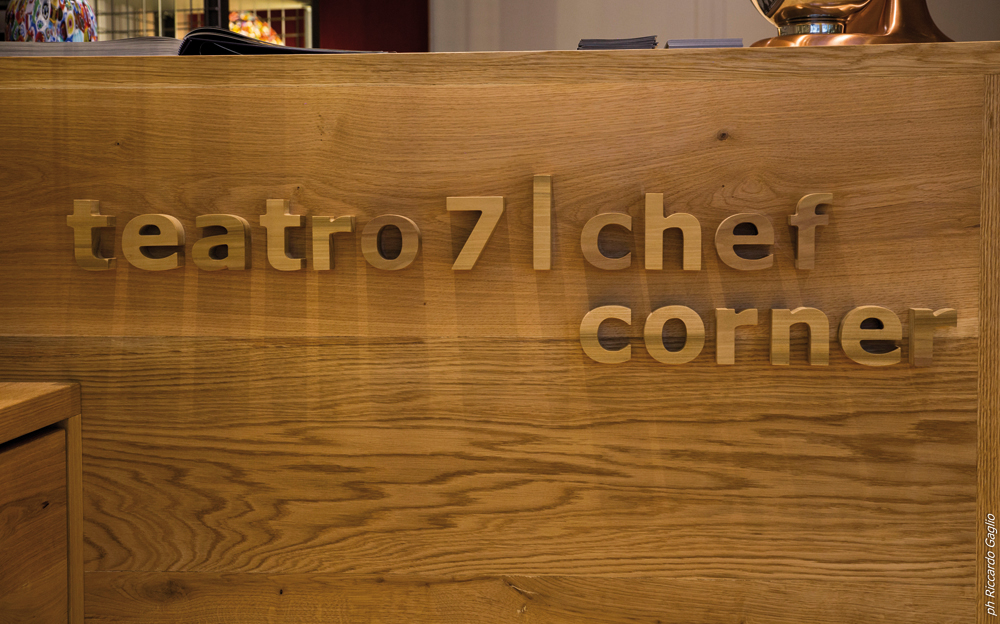 teatro 7 | chef
corner
ph Riccardo Gaglio